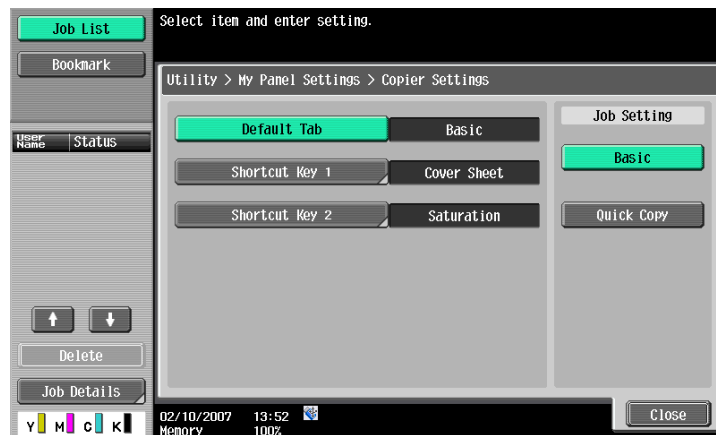 Job List
Bookmark
User Name Status
Delete
Job Details
Y M C K
Select item and enter setting.
Utility > My Panel Settings > Copier Settings
Default Tab Basic
Shortcut Key 1 Cover Sheet
Shortcut Key 2 Saturation
Job Setting
Basic
Quick Copy
02/10/2007 13:52
Memory 100%
Close